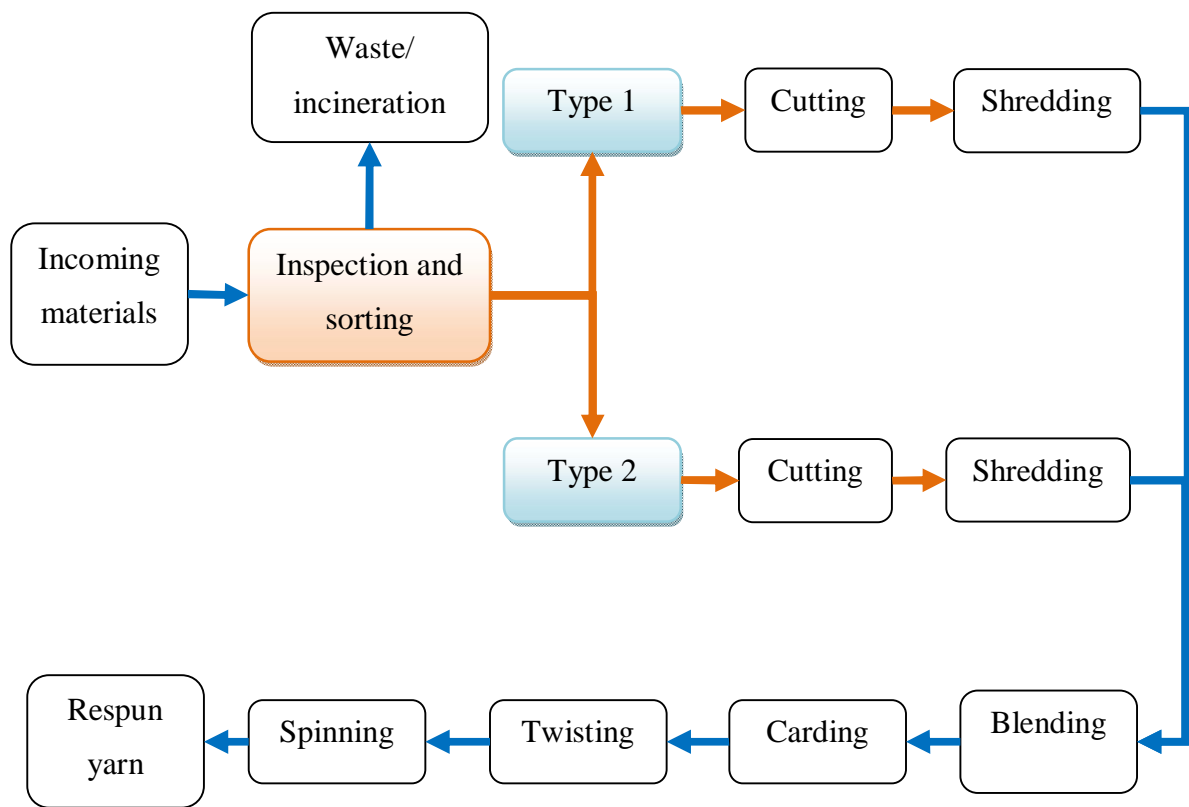 Waste/
incineration
Type 1
Cutting
Shredding
Incoming
materials
Inspection and
sorting
Type 2
Cutting
Shredding
Respun
yarn
Spinning
Twisting
Carding
Blending